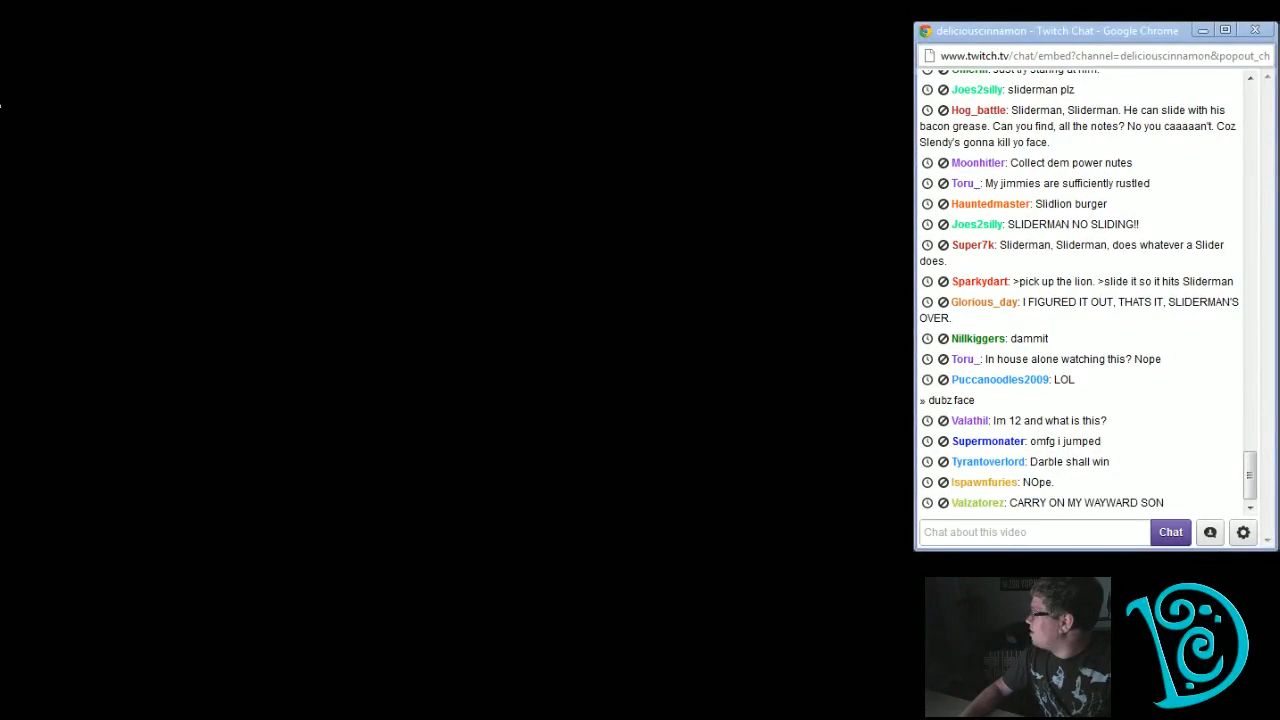 deliciouscinnamon - Twitch Chat - Google Chrome
www.twitch.tv/chat/embed?channel=deliciouscinnamon&popout_ch
Just try staring at him.
Joes2silly: sliderman plz
Hog_battle: Sliderman, Sliderman. He can slide with his
bacon grease. Can you find, all the notes? No you caaaaan't. Coz
Slendy's gonna kill yo face.
Moonhitler: Collect dem power nutes
Toru_: My jimmies are sufficiently rustled
Hauntedmaster: Slidlion burger
Joes2silly: SLIDERMAN NO SLIDING!!
Super7k: Sliderman, Sliderman, does whatever a Slider
does.
Sparkydart: >pick up the lion. >slide it so it hits Sliderman
Glorious_day: I FIGURED IT OUT, THATS IT, SLIDERMAN'S
OVER.
Nillkiggers: dammit
Toru_: In house alone watching this? Nope
Puccanoodles2009: LOL
» dubz face
Valathil: Im 12 and what is this?
Supermonater: omfg i jumped
Tyrantoverlord: Darble shall win
Ispawnfuries: NOpe.
Valzatorez: CARRY ON MY WAYWARD SON
Chat about this video
Chat